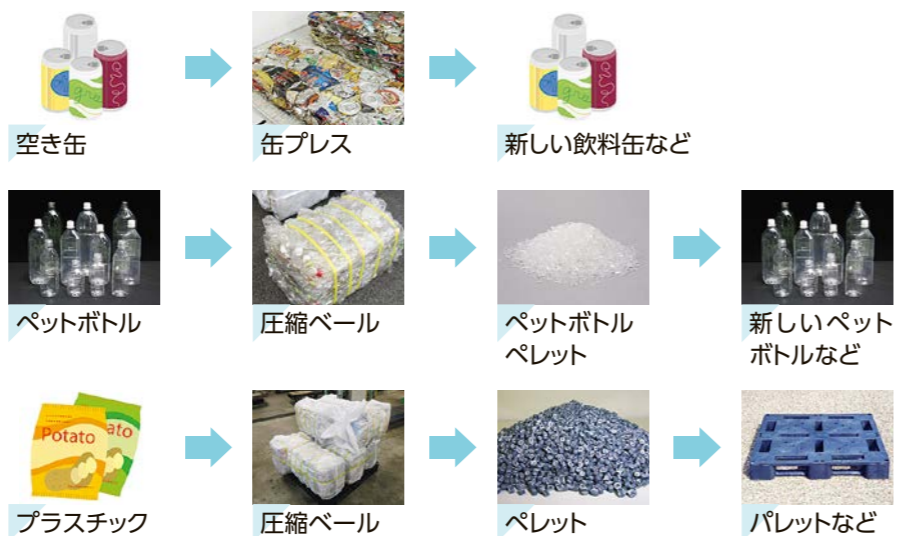 空き缶
缶プレス
新しい飲料缶など
ペットボトル
圧縮ベール
ペットボトル
ペレット
新しいペット
ボトルなど
Potato
ato
プラスチック
圧縮ベール
ペレット
パレットなど